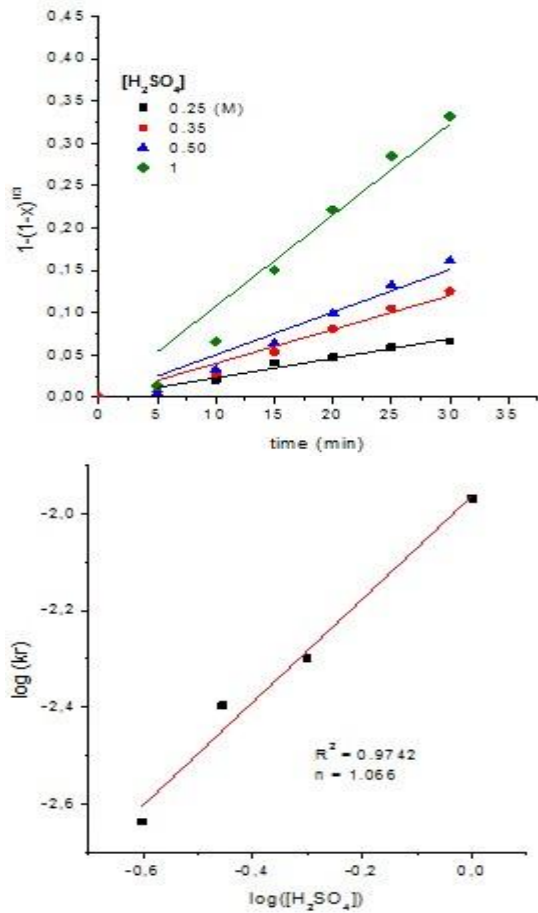 0,45
0,40
0,35
0,30
0,25
0,20
0,15
0,10
0,05
0,00
1-(1-χ)^1/3
[H₂SO₄]
0.25 (M)
0.35
0.50
1
0 5 10 15 20 25 30 35
time (min)
-2,0
-2,2
-2,4
-2,6
log (kr)
R² = 0.9742
n = 1.066
-0,6 -0,4 -0,2 0,0
log([H₂SO₄])